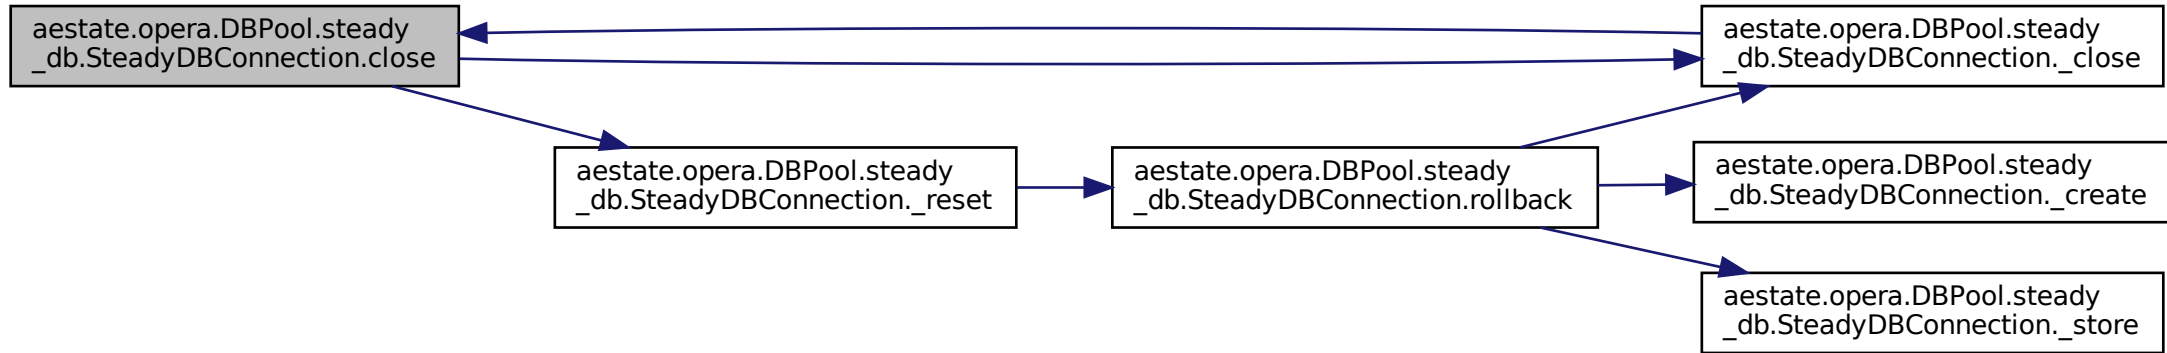 aestate.opera.DBPool.steady
_db.SteadyDBConnection.close
aestate.opera.DBPool.steady
_db.SteadyDBConnection._close
aestate.opera.DBPool.steady
_db.SteadyDBConnection._reset
aestate.opera.DBPool.steady
_db.SteadyDBConnection.rollback
aestate.opera.DBPool.steady
_db.SteadyDBConnection._create
aestate.opera.DBPool.steady
_db.SteadyDBConnection._store